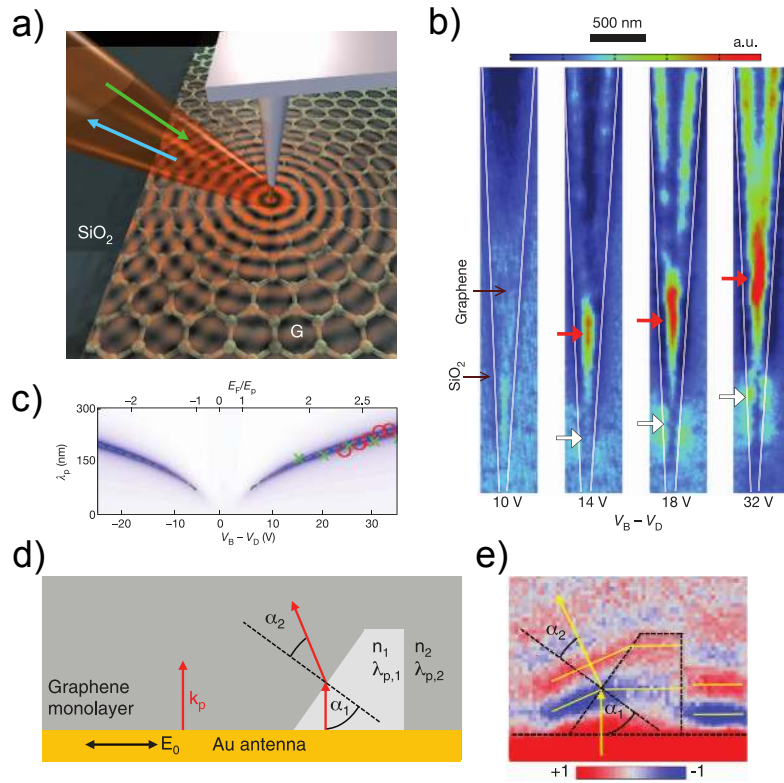 a)
SiO2
G
b)
500 nm
a.u.
Graphene
SiO2
10 V
14 V
18 V
32 V
VB – VD
c)
EF/Ep
-2
-1
0
1
2
2.5
300
150
0
λp (nm)
-20
-10
0
10
20
30
VB – VD (V)
d)
α2
n1
λp,1
n2
λp,2
Graphene
monolayer
kp
α1
E0
Au antenna
e)
α2
α1
+1
-1